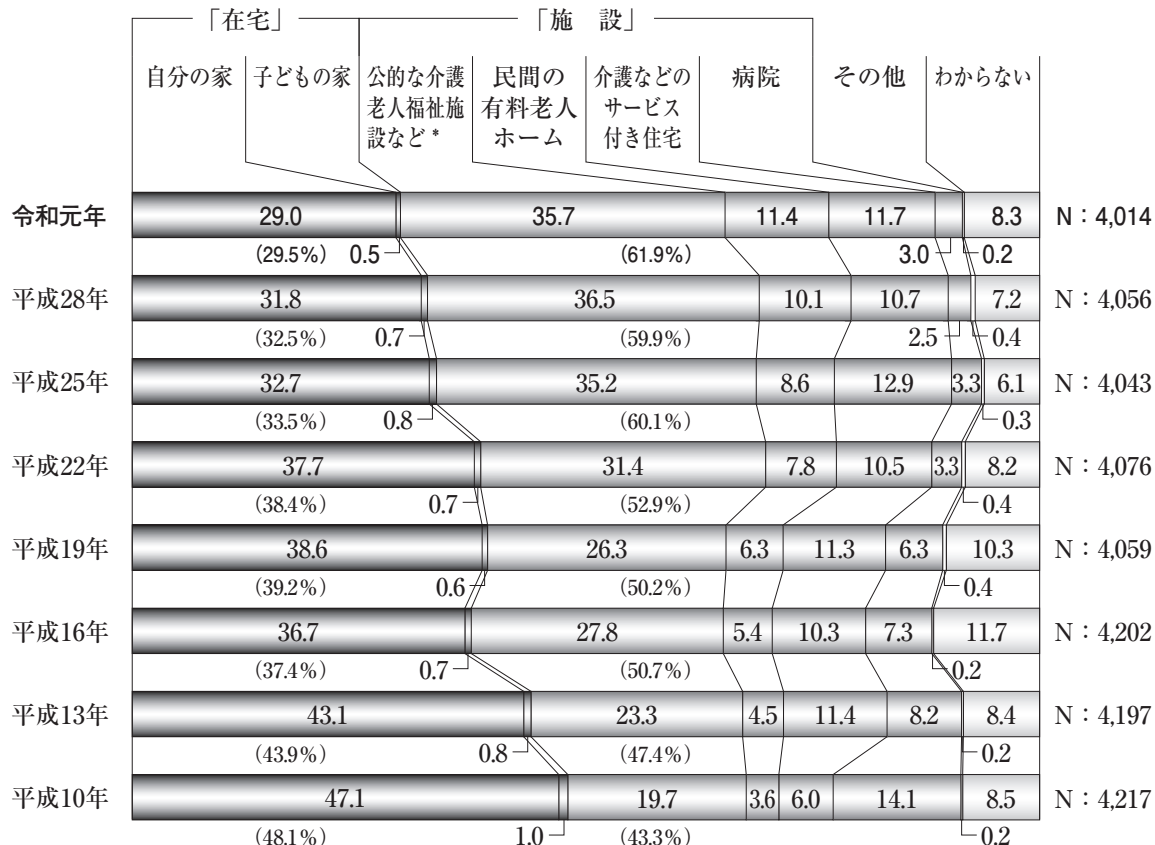 「在宅」 「施　設」
自分の家 子どもの家 公的な介護老人福祉施設など* 民間の有料老人ホーム 介護などのサービス付き住宅 病院 その他 わからない
令和元年 29.0 35.7 11.4 11.7 8.3 N：4,014
(29.5%) 0.5 (61.9%) 3.0 0.2
平成28年 31.8 36.5 10.1 10.7 7.2 N：4,056
(32.5%) 0.7 (59.9%) 2.5 0.4
平成25年 32.7 35.2 8.6 12.9 3.3 6.1 N：4,043
(33.5%) 0.8 (60.1%) 0.3
平成22年 37.7 31.4 7.8 10.5 3.3 8.2 N：4,076
(38.4%) 0.7 (52.9%) 0.4
平成19年 38.6 26.3 6.3 11.3 6.3 10.3 N：4,059
(39.2%) 0.6 (50.2%) 0.4
平成16年 36.7 27.8 5.4 10.3 7.3 11.7 N：4,202
(37.4%) 0.7 (50.7%) 0.2
平成13年 43.1 23.3 4.5 11.4 8.2 8.4 N：4,197
(43.9%) 0.8 (47.4%) 0.2
平成10年 47.1 19.7 3.6 6.0 14.1 8.5 N：4,217
(48.1%) 1.0 (43.3%) 0.2